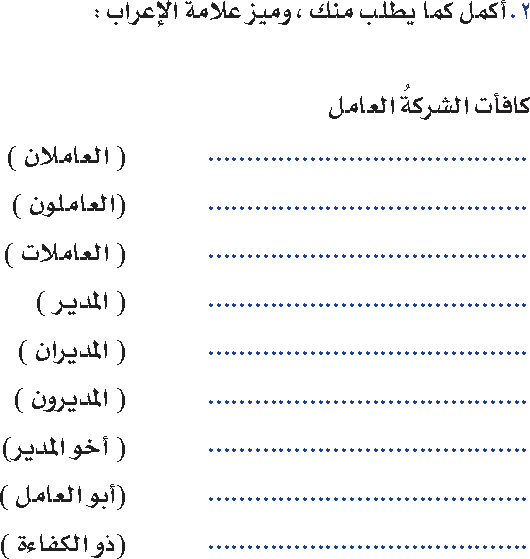 ٢. أكمل كما يطلب منك ، وميز علامة الإعراب :
كافأت الشركةُ العامل
........................................ ( العاملان )
........................................ (العاملون )
........................................ ( العاملات )
........................................ ( المدير )
........................................ ( المديران )
........................................ ( المديرون )
........................................ ( أخو المدير)
........................................ (أبو العامل )
........................................ (ذو الكفاءة )